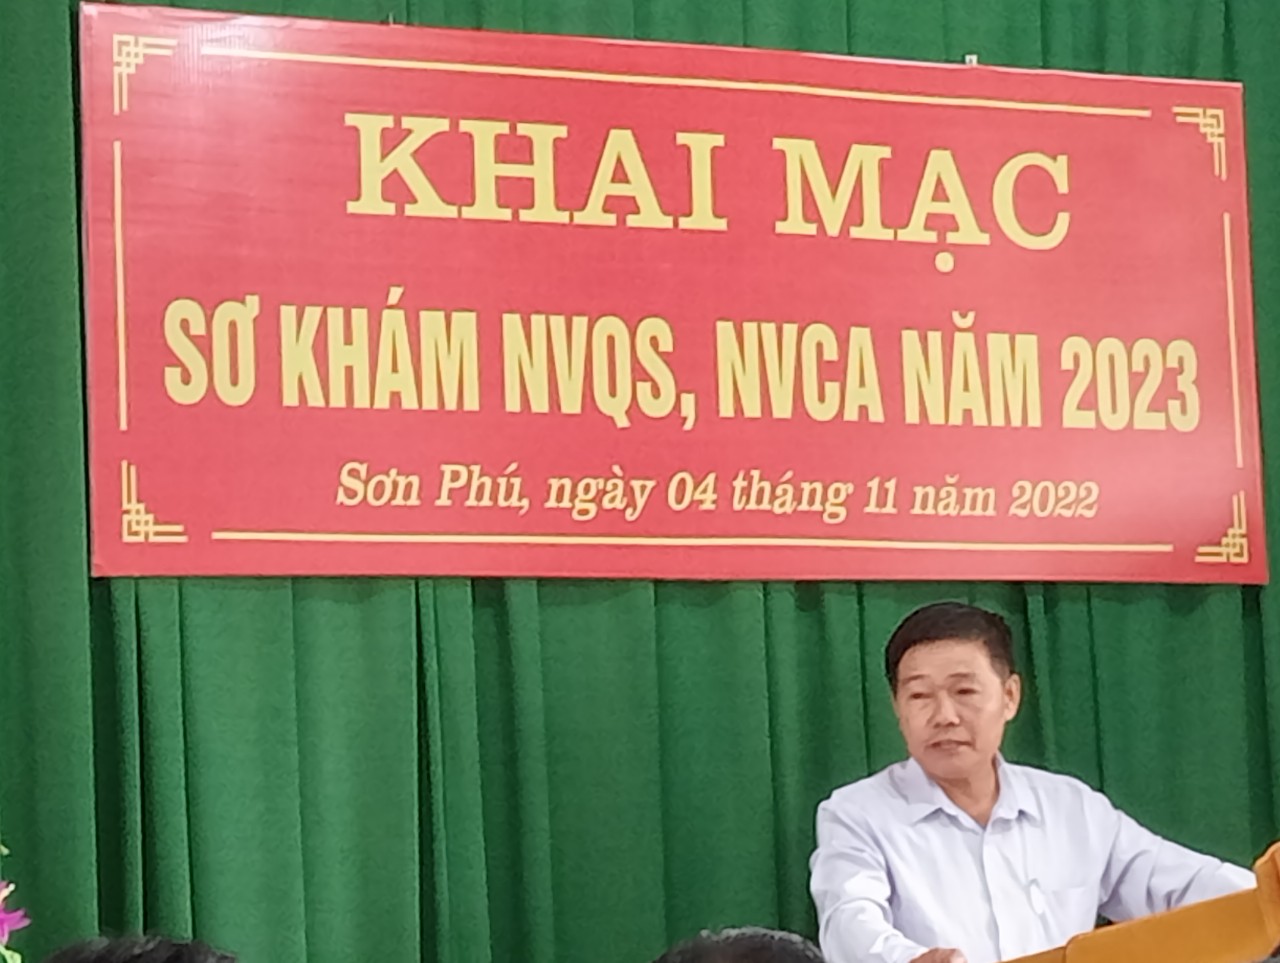 KHAI MẠC
SƠ KHÁM NVQS, NVCA NĂM 2023
Sơn Phú, ngày 04 tháng 11 năm 2022